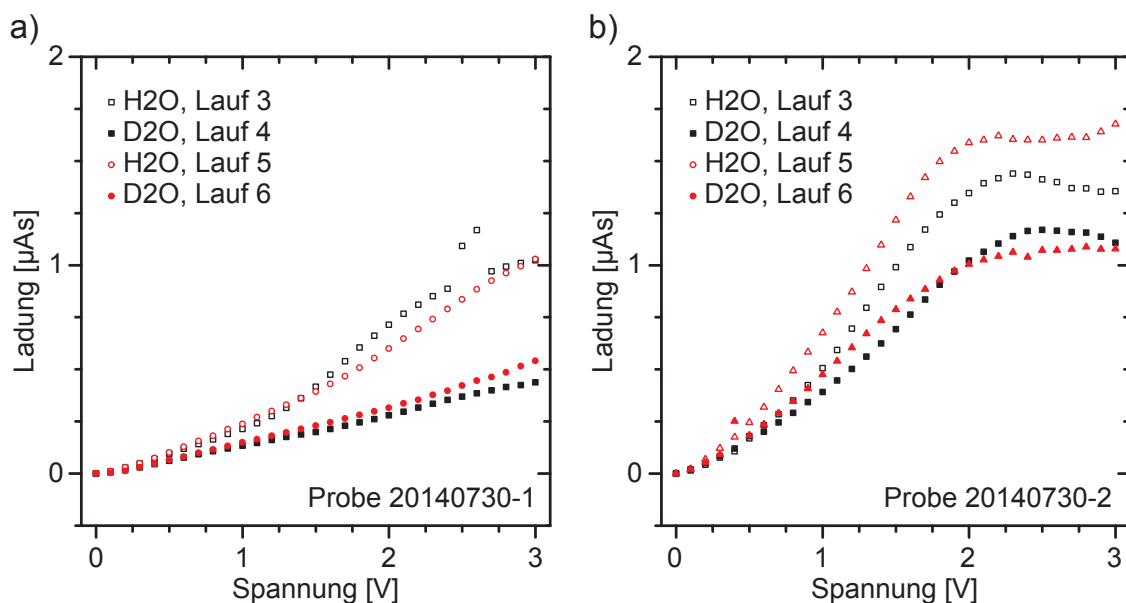 a)
2
H2O, Lauf 3
D2O, Lauf 4
H2O, Lauf 5
D2O, Lauf 6
1
Ladung [µAs]
0
Probe 20140730-1
0 1 2 3
Spannung [V]
b)
2
H2O, Lauf 3
D2O, Lauf 4
H2O, Lauf 5
D2O, Lauf 6
1
Ladung [µAs]
0
Probe 20140730-2
0 1 2 3
Spannung [V]